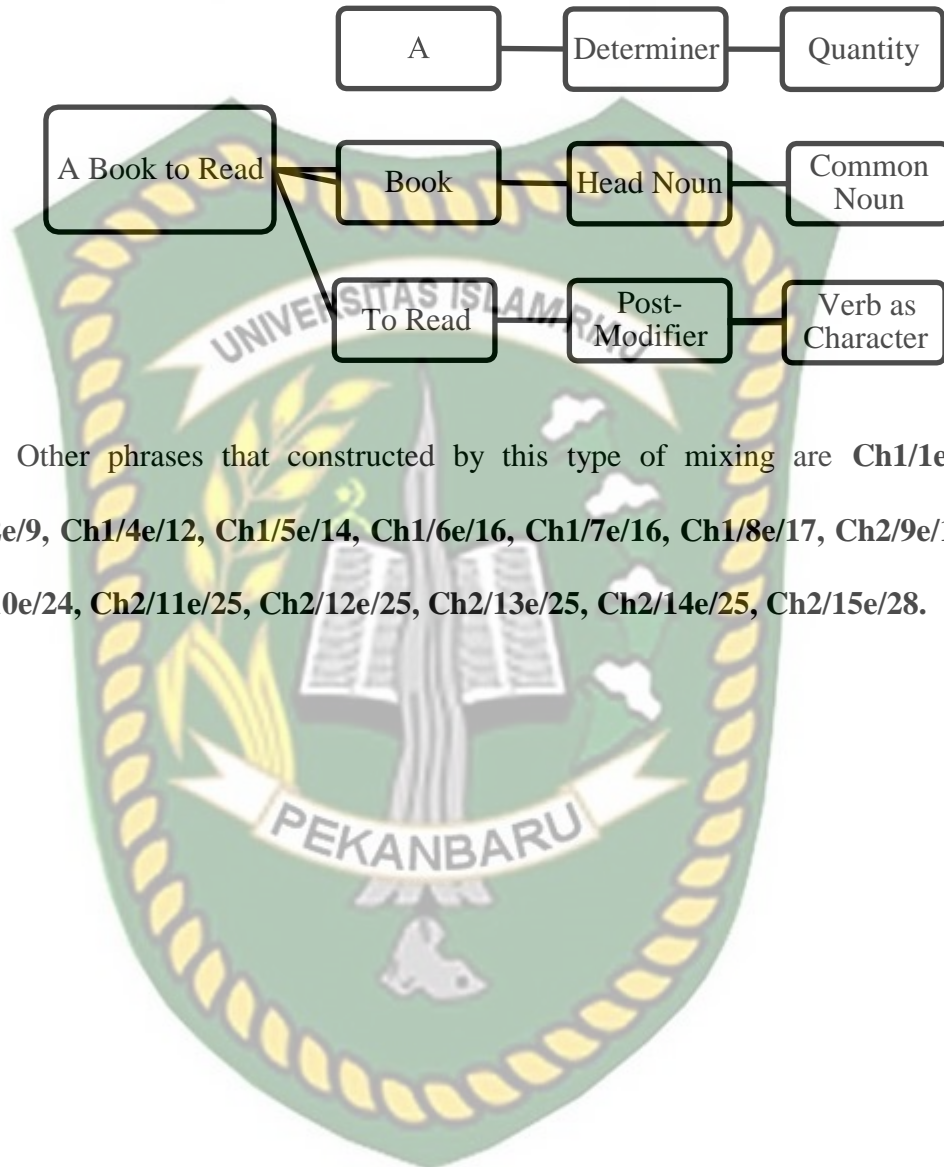 A Determiner Quantity
A Book to Read Book Head Noun Common Noun
To Read Post-Modifier Verb as Character
UNIVERSITAS ISLAM RIAU
Other phrases that constructed by this type of mixing are Ch1/1e
e/9, Ch1/4e/12, Ch1/5e/14, Ch1/6e/16, Ch1/7e/16, Ch1/8e/17, Ch2/9e/
0e/24, Ch2/11e/25, Ch2/12e/25, Ch2/13e/25, Ch2/14e/25, Ch2/15e/28.
PEKANBARU